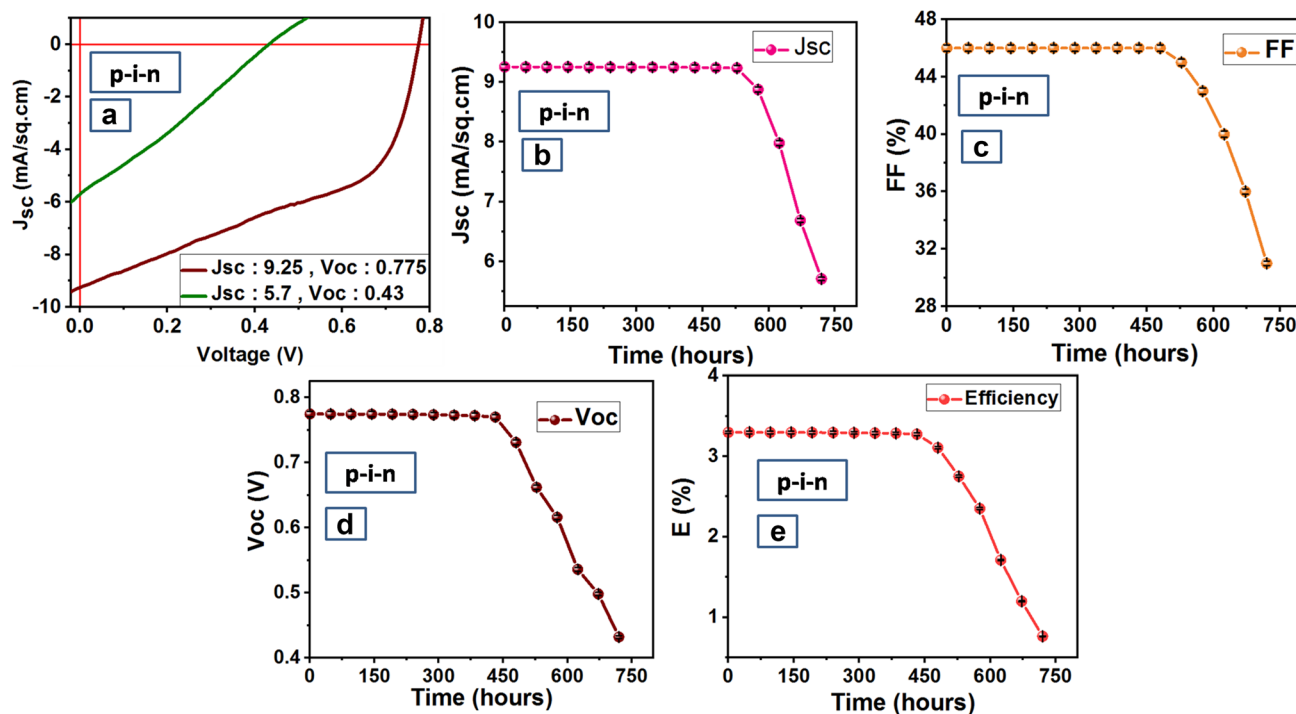 0
-2
-4
-6
-8
-10
J_SC (mA/sq.cm)
p-i-n
a
Jsc : 9.25 , Voc : 0.775
Jsc : 5.7 , Voc : 0.43
0.0 0.2 0.4 0.6 0.8
Voltage (V)
10
9
8
7
6
Jsc (mA/sq.cm)
Jsc
p-i-n
b
0 150 300 450 600 750
Time (hours)
48
44
40
36
32
28
FF (%)
FF
p-i-n
c
0 150 300 450 600 750
Time (hours)
0.8
0.7
0.6
0.5
0.4
Voc (V)
Voc
p-i-n
d
0 150 300 450 600 750
Time (hours)
4
3
2
1
E (%)
Efficiency
p-i-n
e
0 150 300 450 600 750
Time (hours)